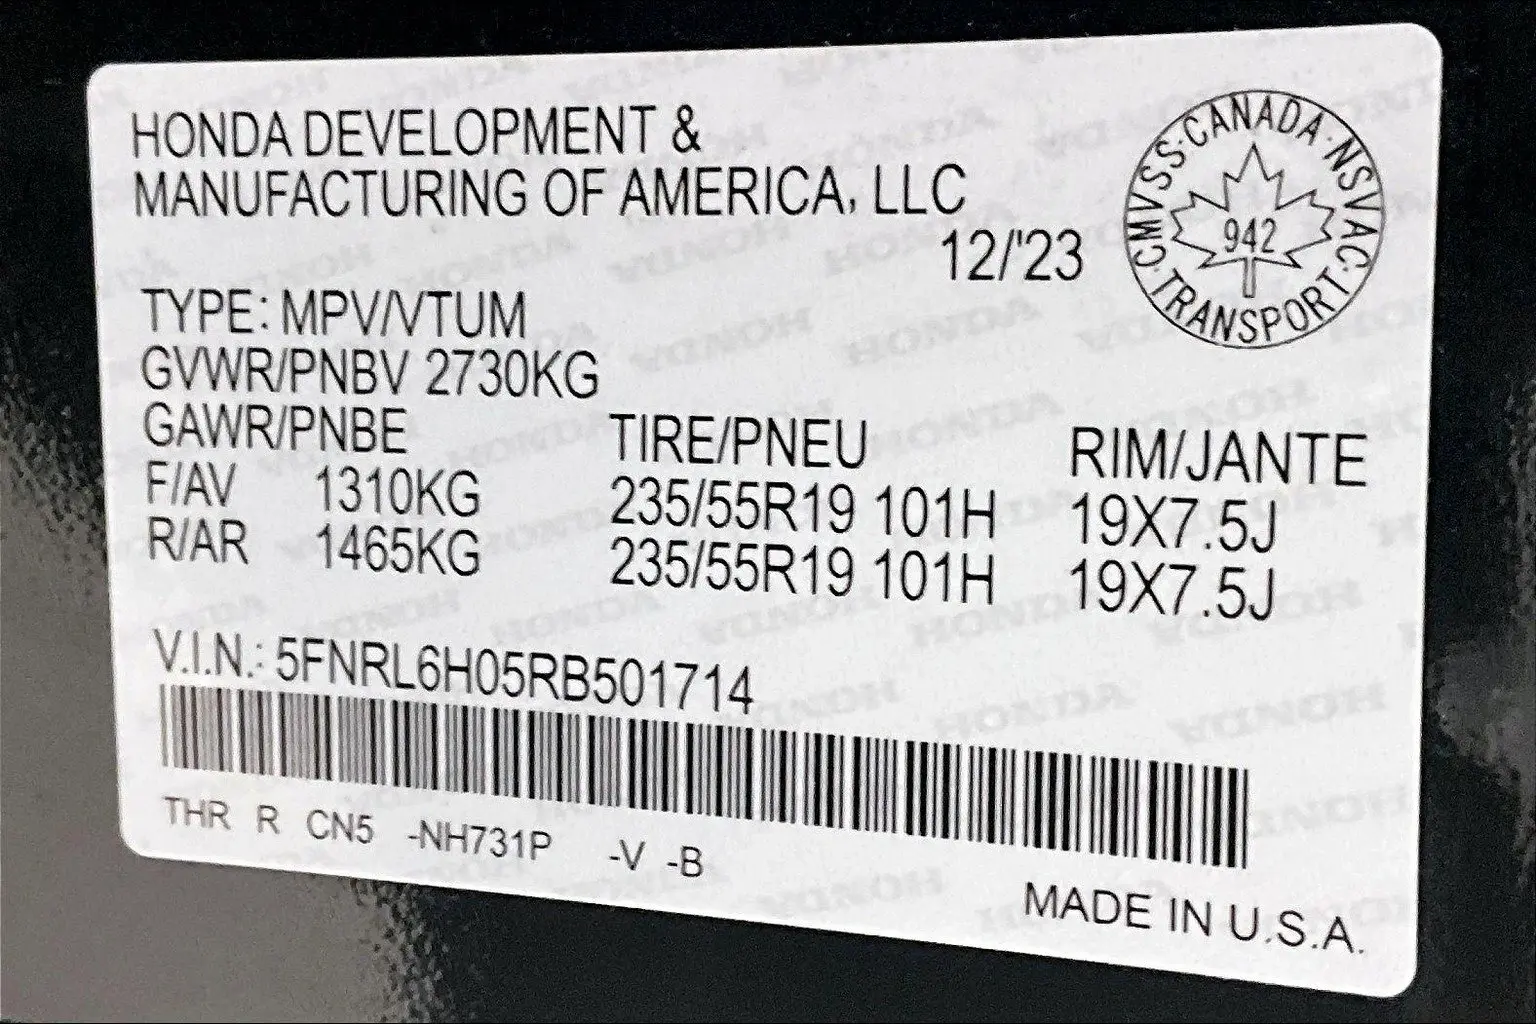 HONDA DEVELOPMENT &
MANUFACTURING OF AMERICA, LLC
12/'23
CMVSS·CANADA·NSVAC·TRANSPORT·
942
TYPE: MPV/VTUM
GVWR/PNBV 2730KG
GAWR/PNBE TIRE/PNEU RIM/JANTE
F/AV 1310KG 235/55R19 101H 19X7.5J
R/AR 1465KG 235/55R19 101H 19X7.5J
V.I.N.: 5FNRL6H05RB501714
THR R CN5 -NH731P -V -B
MADE IN U.S.A.